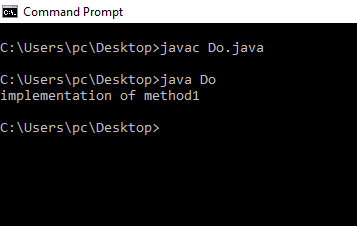 Command Prompt
C:\Users\pc\Desktop>javac Do.java
C:\Users\pc\Desktop>java Do
implementation of method1
C:\Users\pc\Desktop>